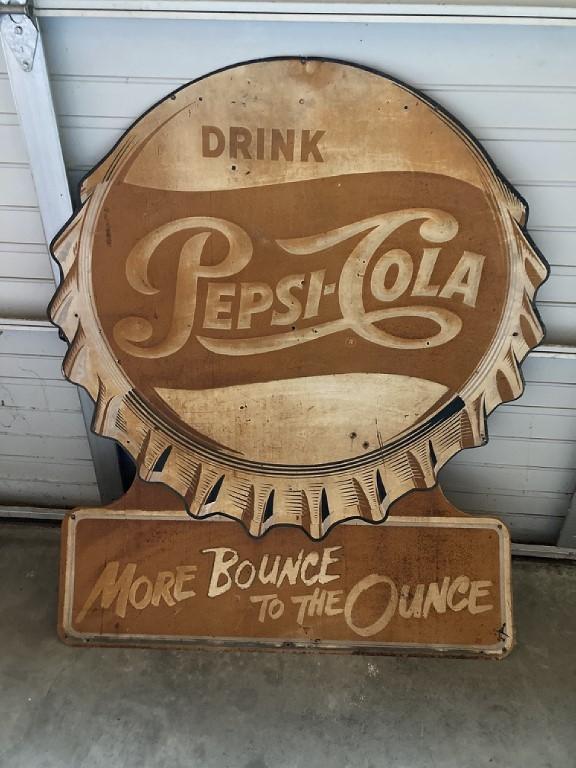 DRINK
PEPSI-COLA
MORE BOUNCE
TO THE OUNCE